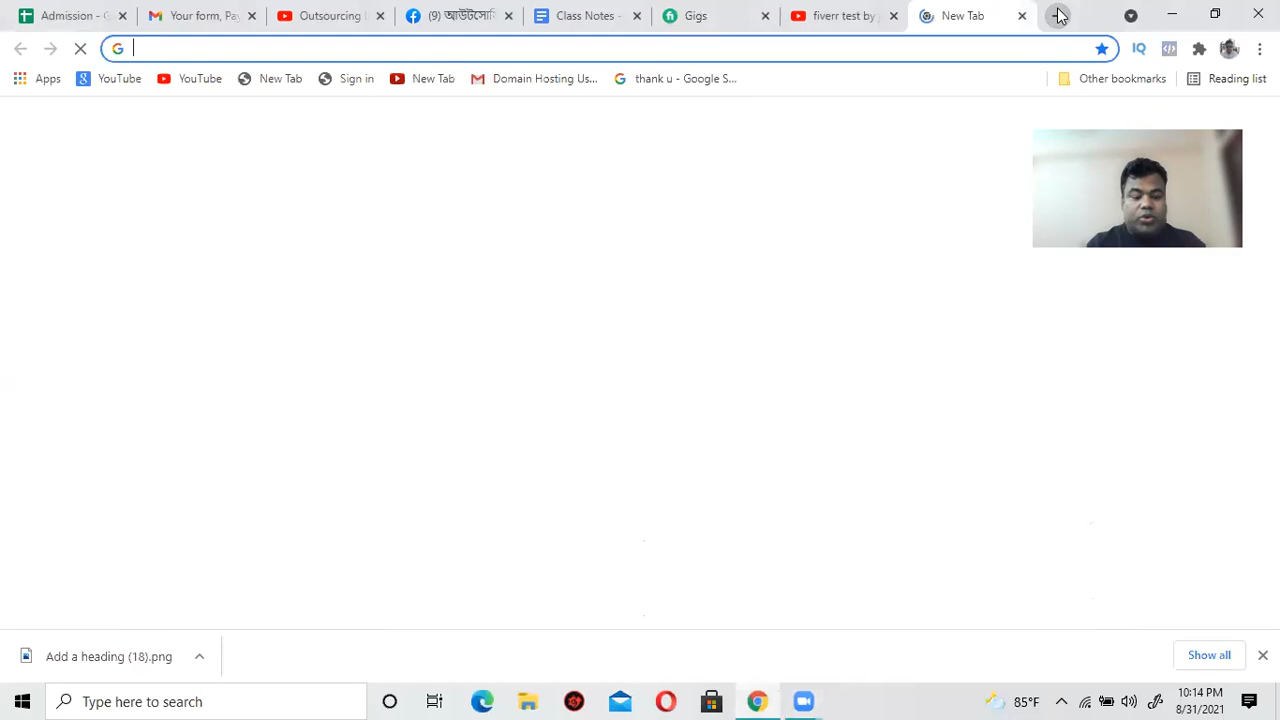 Admission - G
Your form, Pay
Outsourcing
(9) আউটসোর্সি
Class Notes -
Gigs
fiverr test by
New Tab
Apps
YouTube
YouTube
New Tab
Sign in
New Tab
Domain Hosting Us...
thank u - Google S...
Other bookmarks
Reading list
Add a heading (18).png
Show all
Type here to search
85°F
10:14 PM
8/31/2021